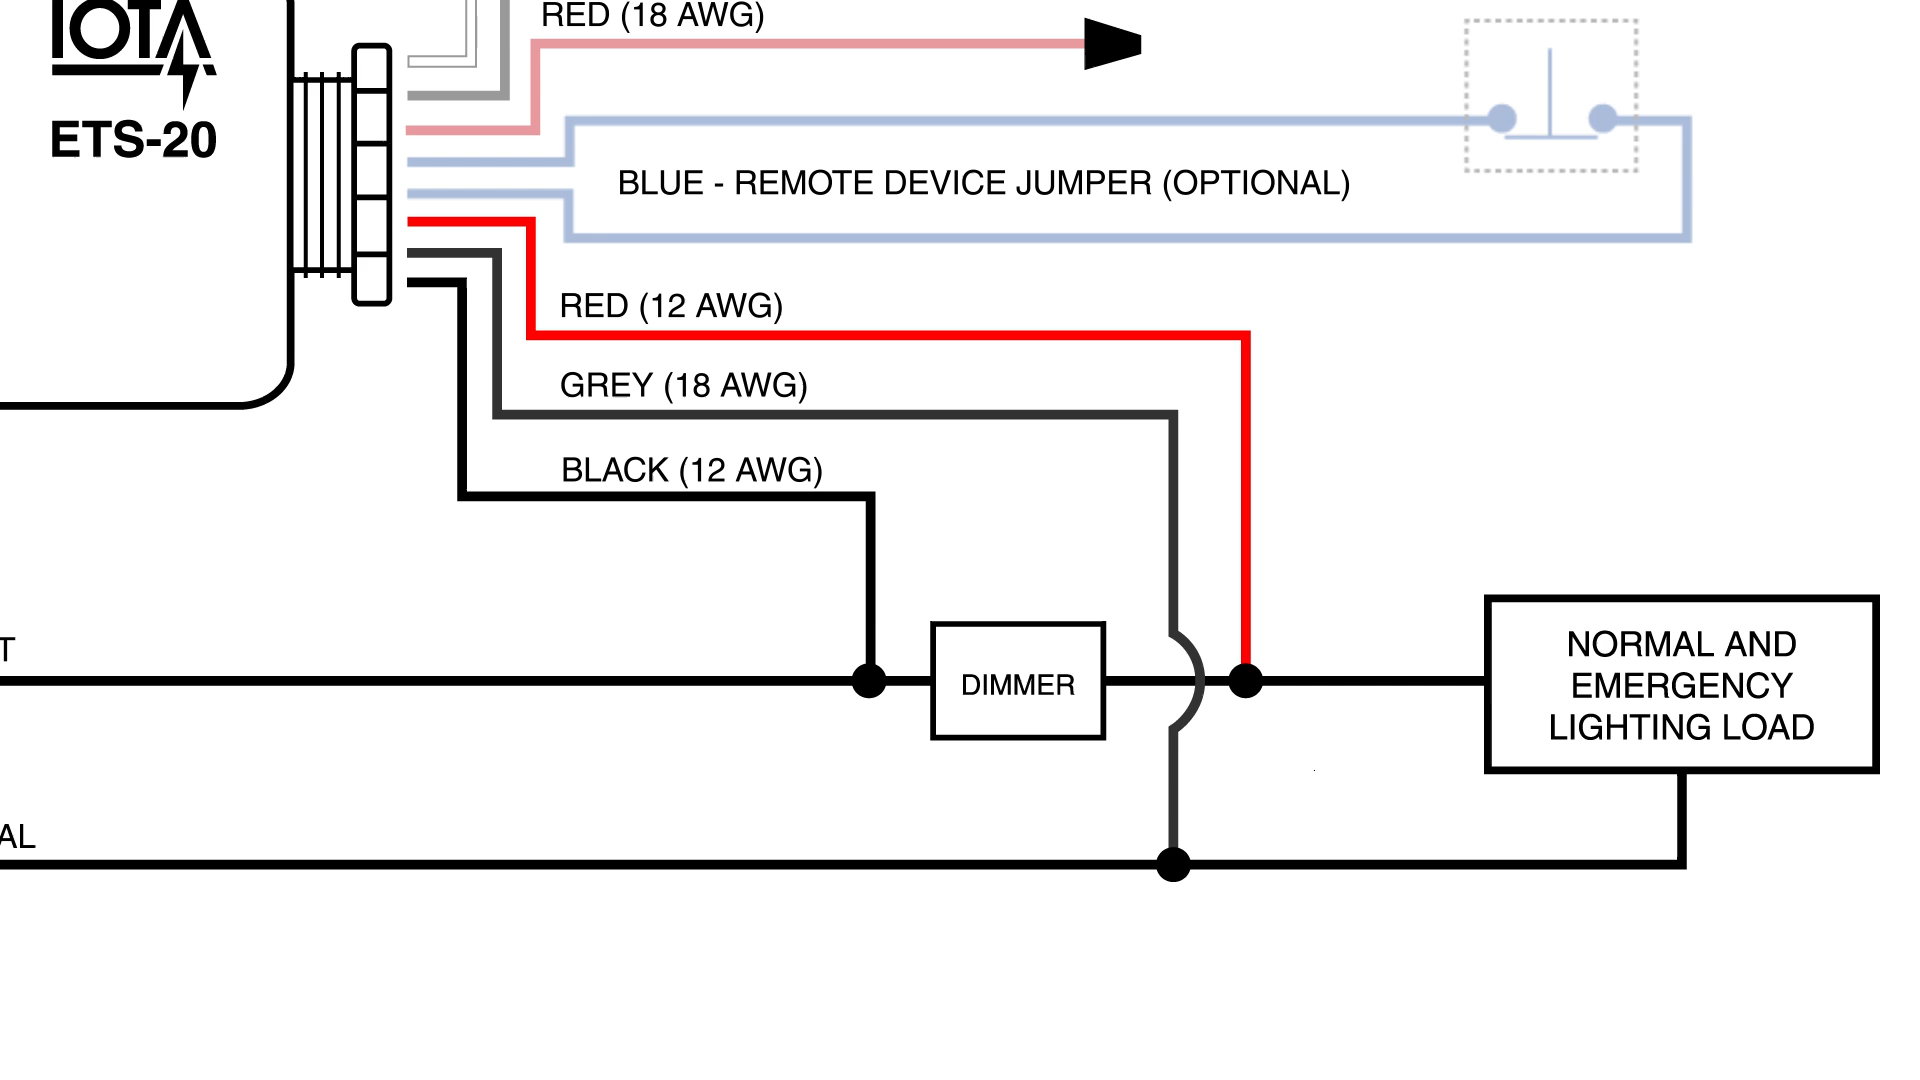 IOTA
ETS-20
RED (18 AWG)
BLUE - REMOTE DEVICE JUMPER (OPTIONAL)
RED (12 AWG)
GREY (18 AWG)
BLACK (12 AWG)
T
DIMMER
NORMAL AND
EMERGENCY
LIGHTING LOAD
AL